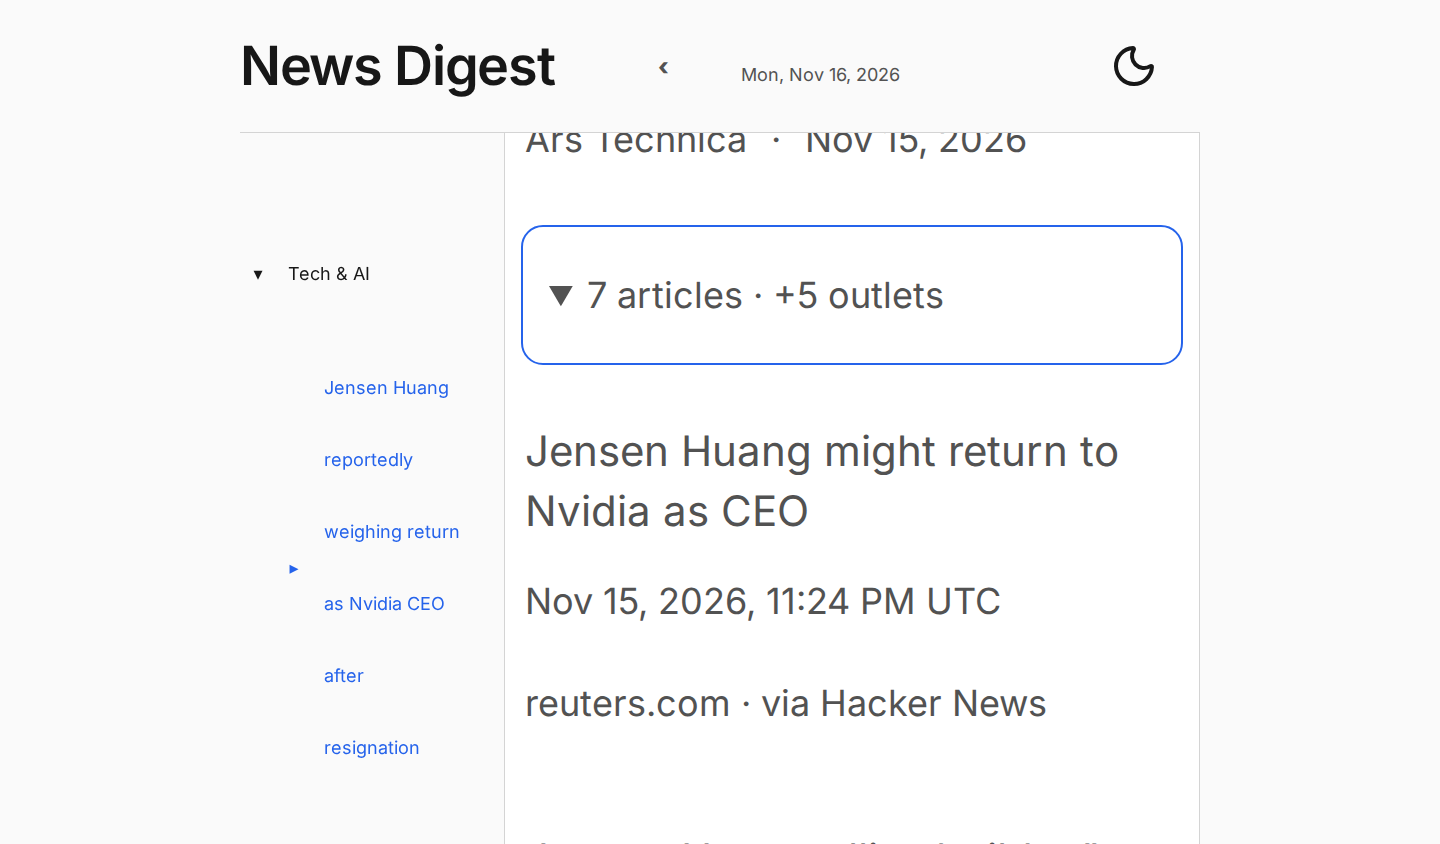 News Digest
‹
Mon, Nov 16, 2026
▼ Tech & AI
Jensen Huang
reportedly
weighing return
► as Nvidia CEO
after
resignation
Ars Technica · Nov 15, 2026
▼ 7 articles · +5 outlets
Jensen Huang might return to
Nvidia as CEO
Nov 15, 2026, 11:24 PM UTC
reuters.com · via Hacker News